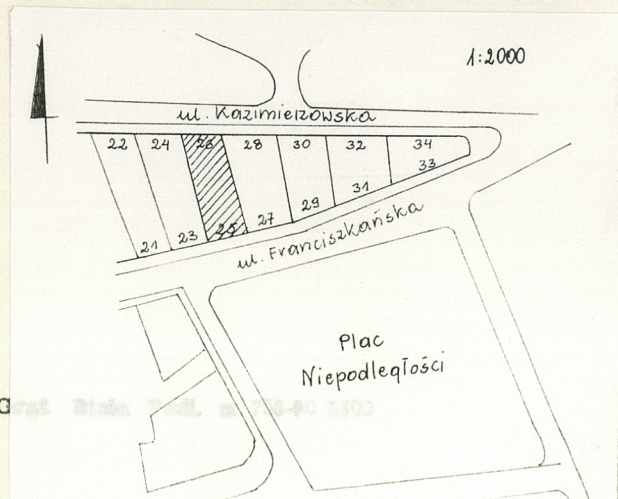 1:2000
ul. Kazimierzowska
22 24 26 28 30 32 34
33
31
29
27
25
23
21
ul. Franciszkańska
Plac
Niepodległości